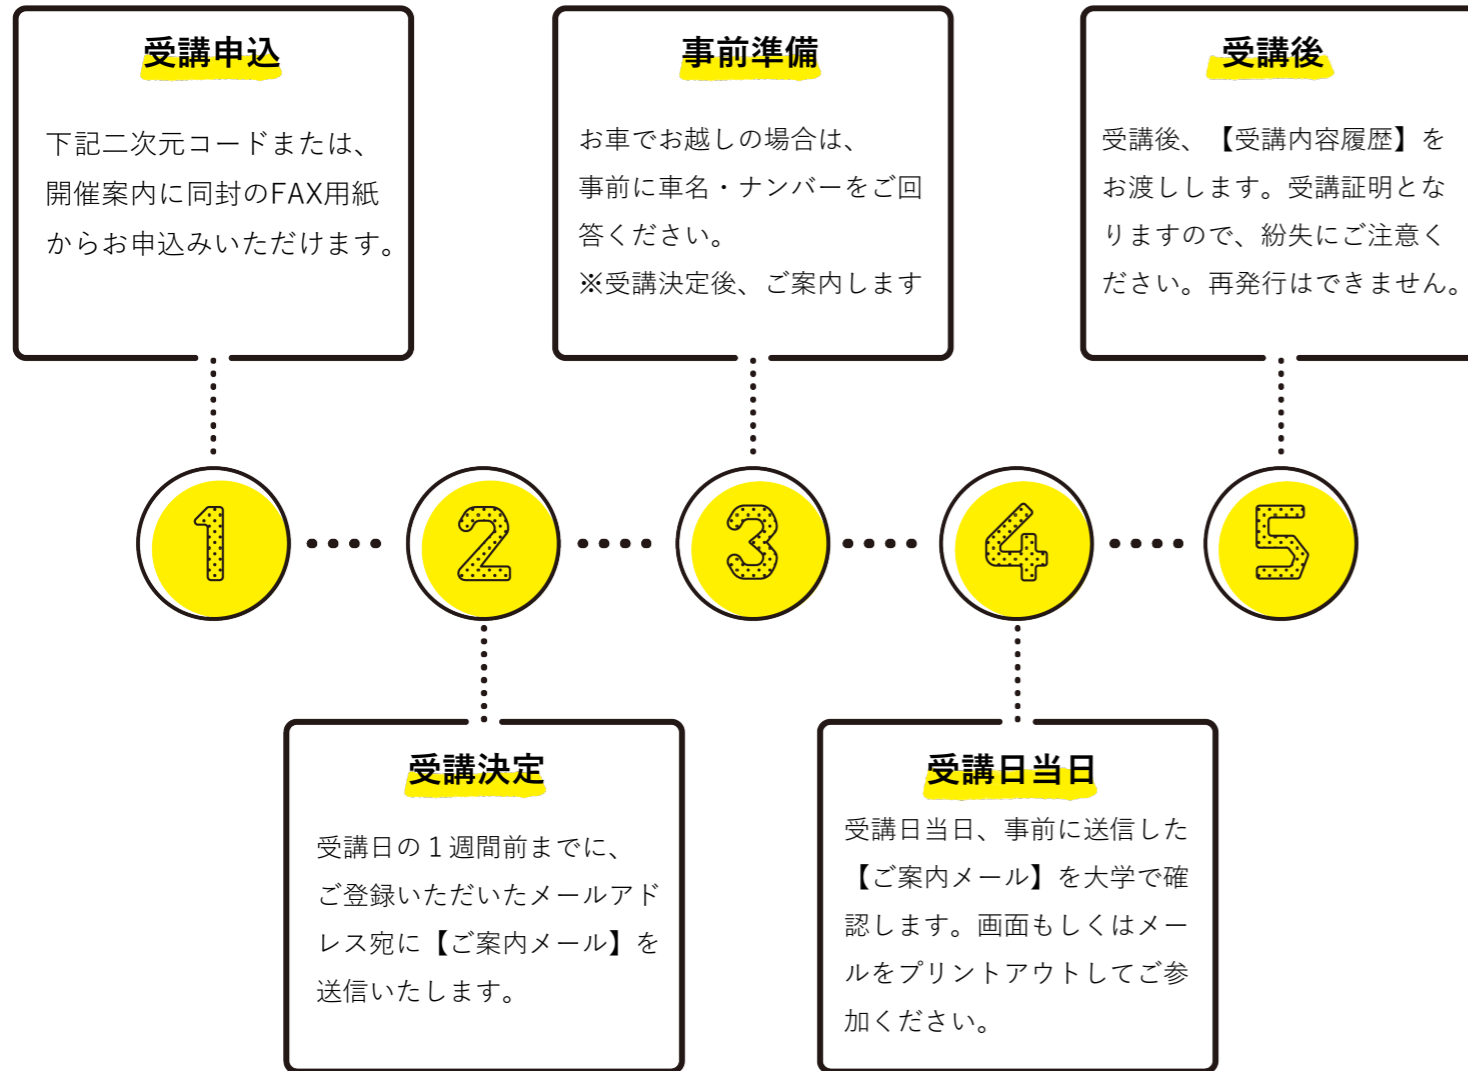 受講申込
下記二次元コードまたは、
開催案内に同封のFAX用紙
からお申込みいただけます。
事前準備
お車でお越しの場合は、
事前に車名・ナンバーをご回
答ください。
※受講決定後、ご案内します
受講後
受講後、【受講内容履歴】を
お渡しします。受講証明とな
りますので、紛失にご注意く
ださい。再発行はできません。
1
2
3
4
5
受講決定
受講日の１週間前までに、
ご登録いただいたメールアド
レス宛に【ご案内メール】を
送信いたします。
受講日当日
受講日当日、事前に送信した
【ご案内メール】を大学で確
認します。画面もしくはメー
ルをプリントアウトしてご参
加ください。